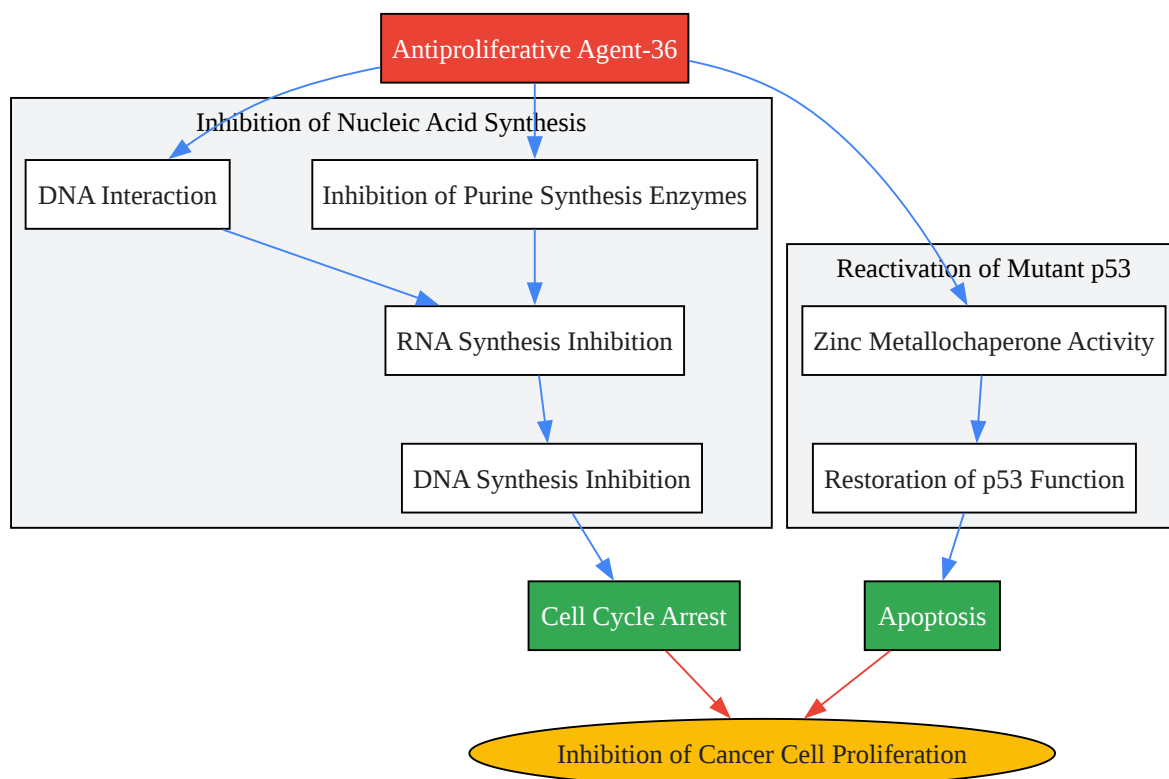 Antiproliferative Agent-36
Inhibition of Nucleic Acid Synthesis
DNA Interaction
Inhibition of Purine Synthesis Enzymes
Reactivation of Mutant p53
RNA Synthesis Inhibition
Zinc Metallochaperone Activity
DNA Synthesis Inhibition
Restoration of p53 Function
Cell Cycle Arrest
Apoptosis
Inhibition of Cancer Cell Proliferation